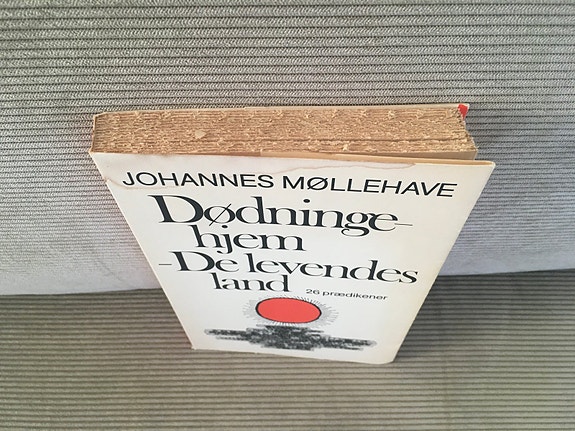 JOHANNES MØLLEHAVE
Dødninge-
hjem
-De levendes
land
26 prædikener